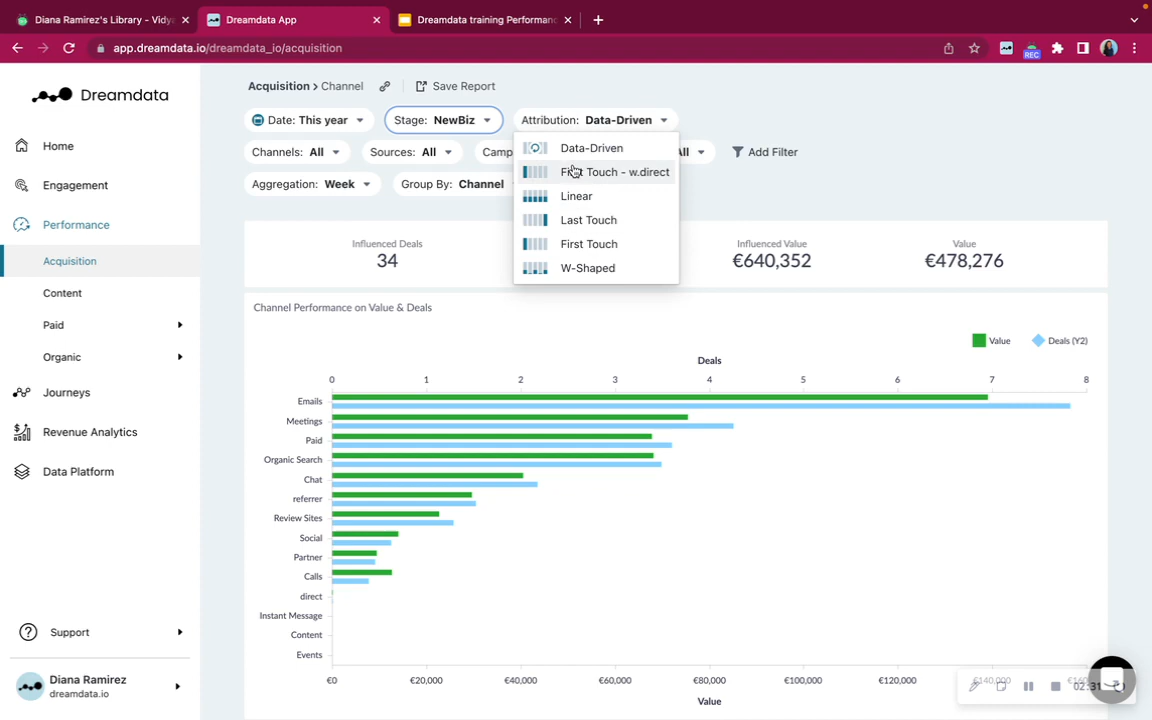 Diana Ramirez's Library - Vidya
Dreamdata App
Dreamdata training Performanc
app.dreamdata.io/dreamdata_io/acquisition
REC
Dreamdata
Home
Engagement
Performance
Acquisition
Content
Paid
Organic
Journeys
Revenue Analytics
Data Platform
Support
Diana Ramirez
dreamdata.io
Acquisition > Channel
Save Report
Date: This year
Stage: NewBiz
Attribution: Data-Driven
Channels: All
Sources: All
Camp
All
Add Filter
Aggregation: Week
Group By: Channel
Data-Driven
First Touch - w.direct
Linear
Last Touch
First Touch
W-Shaped
Influenced Deals
34
Influenced Value
€640,352
Value
€478,276
Channel Performance on Value & Deals
Value
Deals (Y2)
Deals
0 1 2 3 4 5 6 7 8
Emails
Meetings
Paid
Organic Search
Chat
referrer
Review Sites
Social
Partner
Calls
direct
Instant Message
Content
Events
€0 €20,000 €40,000 €60,000 €80,000 €100,000 €120,000 €140,000
Value